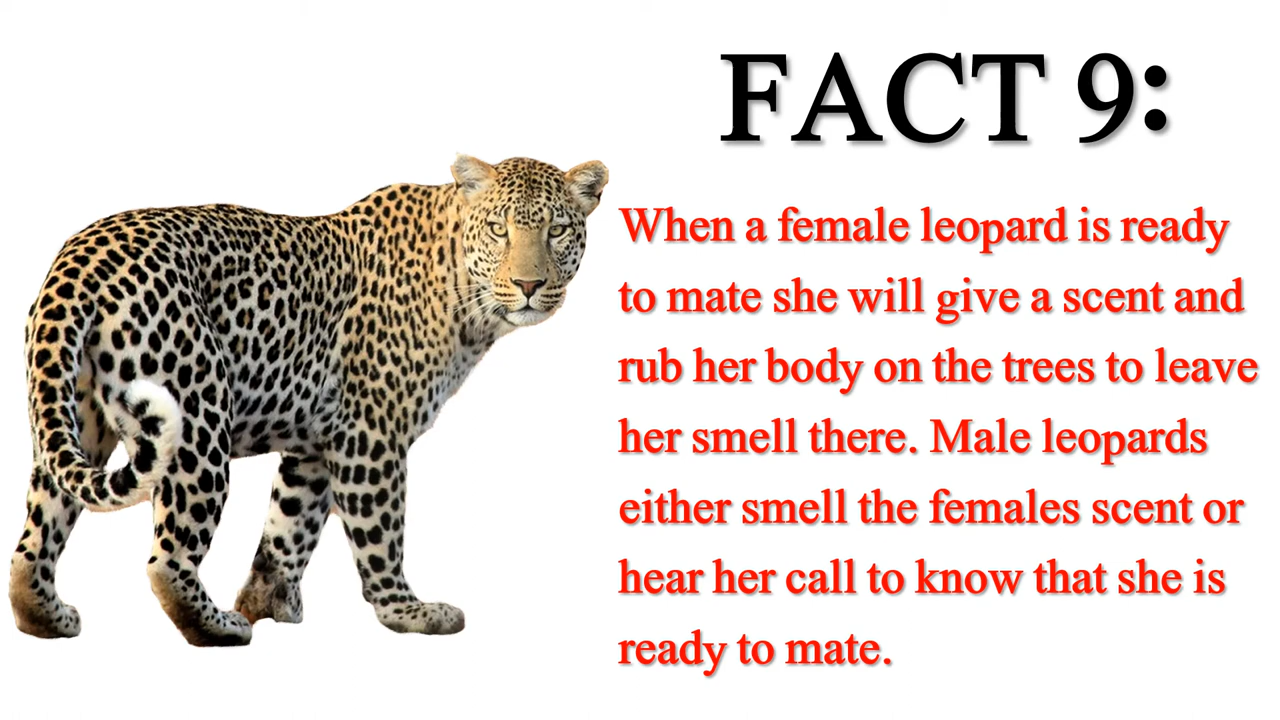 FACT 9:
When a female leopard is ready
to mate she will give a scent and
rub her body on the trees to leave
her smell there. Male leopards
either smell the females scent or
hear her call to know that she is
ready to mate.